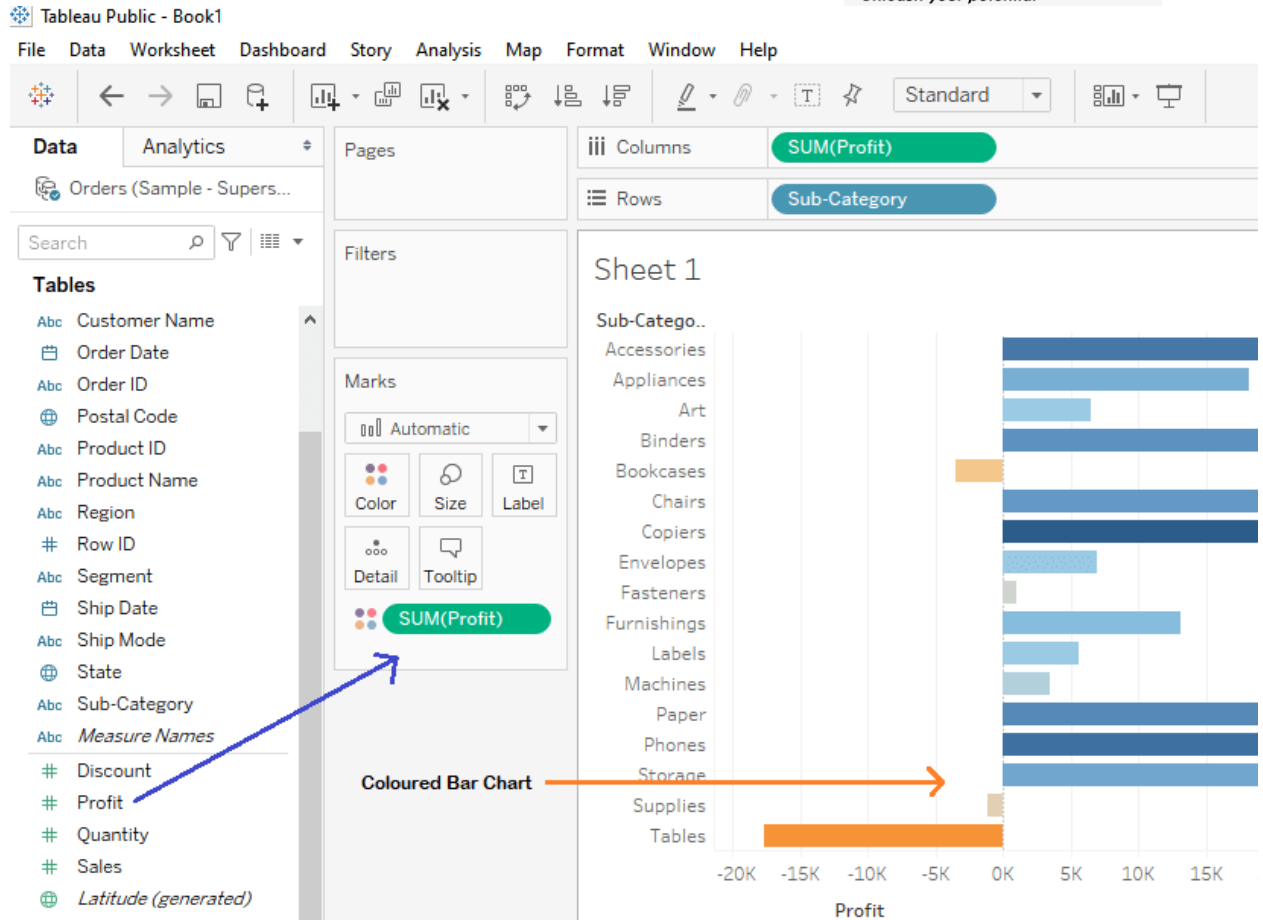 Tableau Public - Book1
File Data Worksheet Dashboard Story Analysis Map Format Window Help
T Standard
Data Analytics
Orders (Sample - Supers...
Search
Tables
Abc Customer Name
Order Date
Abc Order ID
Postal Code
Abc Product ID
Abc Product Name
Abc Region
# Row ID
Abc Segment
Ship Date
Abc Ship Mode
State
Abc Sub-Category
Abc Measure Names
# Discount
# Profit
# Quantity
# Sales
Latitude (generated)
Pages
Filters
Marks
Automatic
Color Size T Label
Detail Tooltip
SUM(Profit)
Coloured Bar Chart
Columns SUM(Profit)
Rows Sub-Category
Sheet 1
Sub-Catego..
Accessories
Appliances
Art
Binders
Bookcases
Chairs
Copiers
Envelopes
Fasteners
Furnishings
Labels
Machines
Paper
Phones
Storage
Supplies
Tables
-20K -15K -10K -5K 0K 5K 10K 15K
Profit